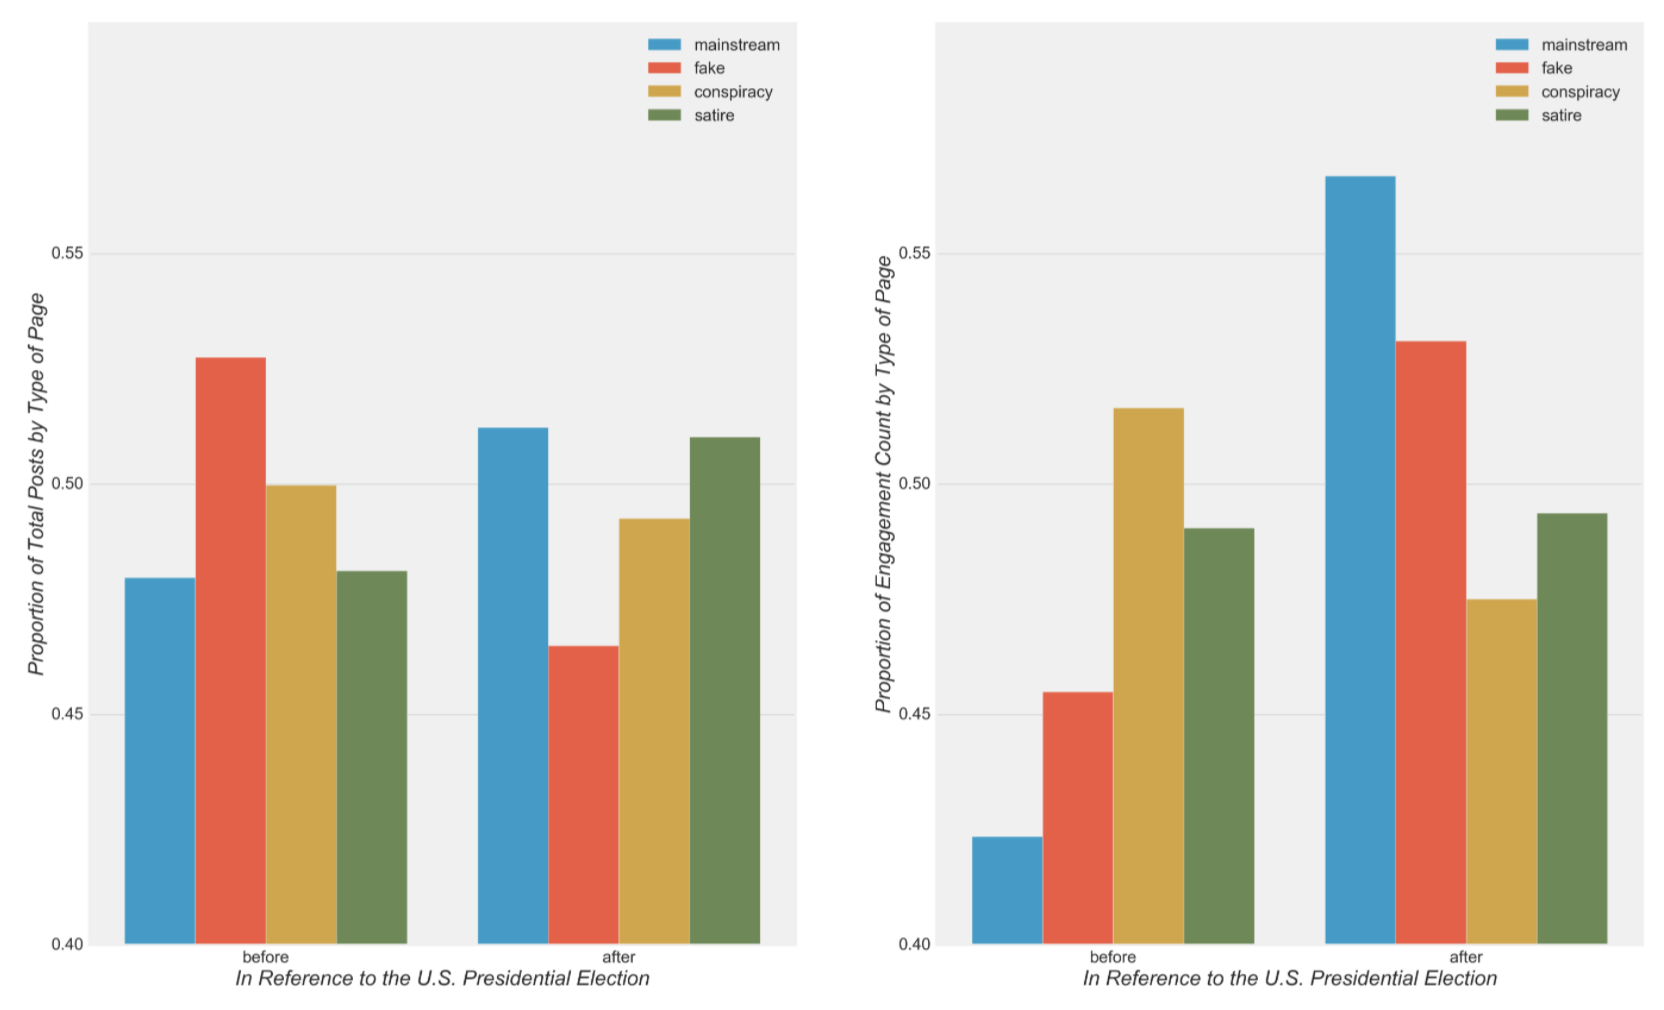 mainstream
fake
conspiracy
satire
Proportion of Total Posts by Type of Page
0.55
0.50
0.45
0.40
before
after
In Reference to the U.S. Presidential Election
mainstream
fake
conspiracy
satire
Proportion of Engagement Count by Type of Page
0.55
0.50
0.45
0.40
before
after
In Reference to the U.S. Presidential Election